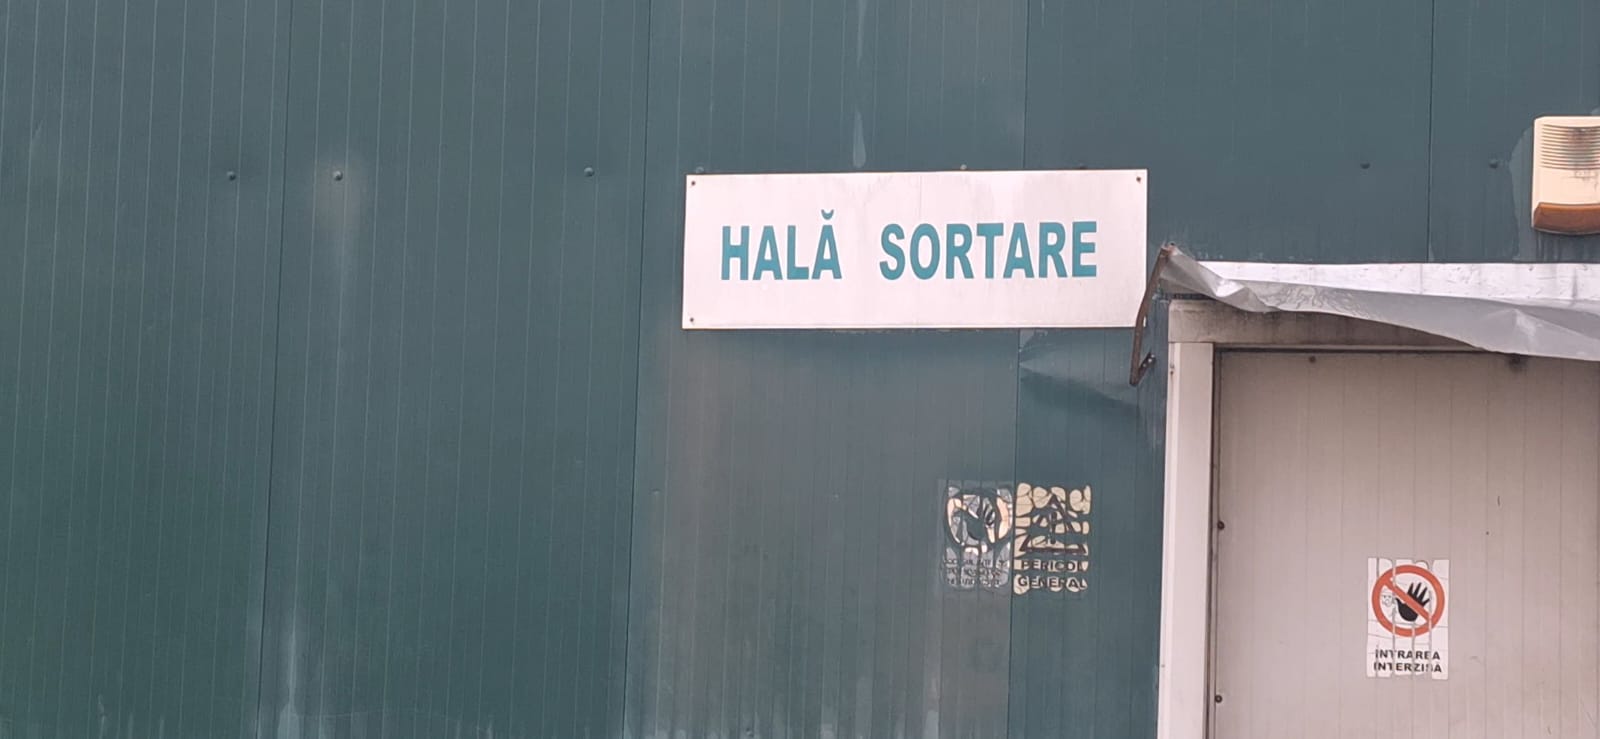 HALĂ SORTARE
PERICOL
GENERAL
INTRAREA
INTERZISĂ